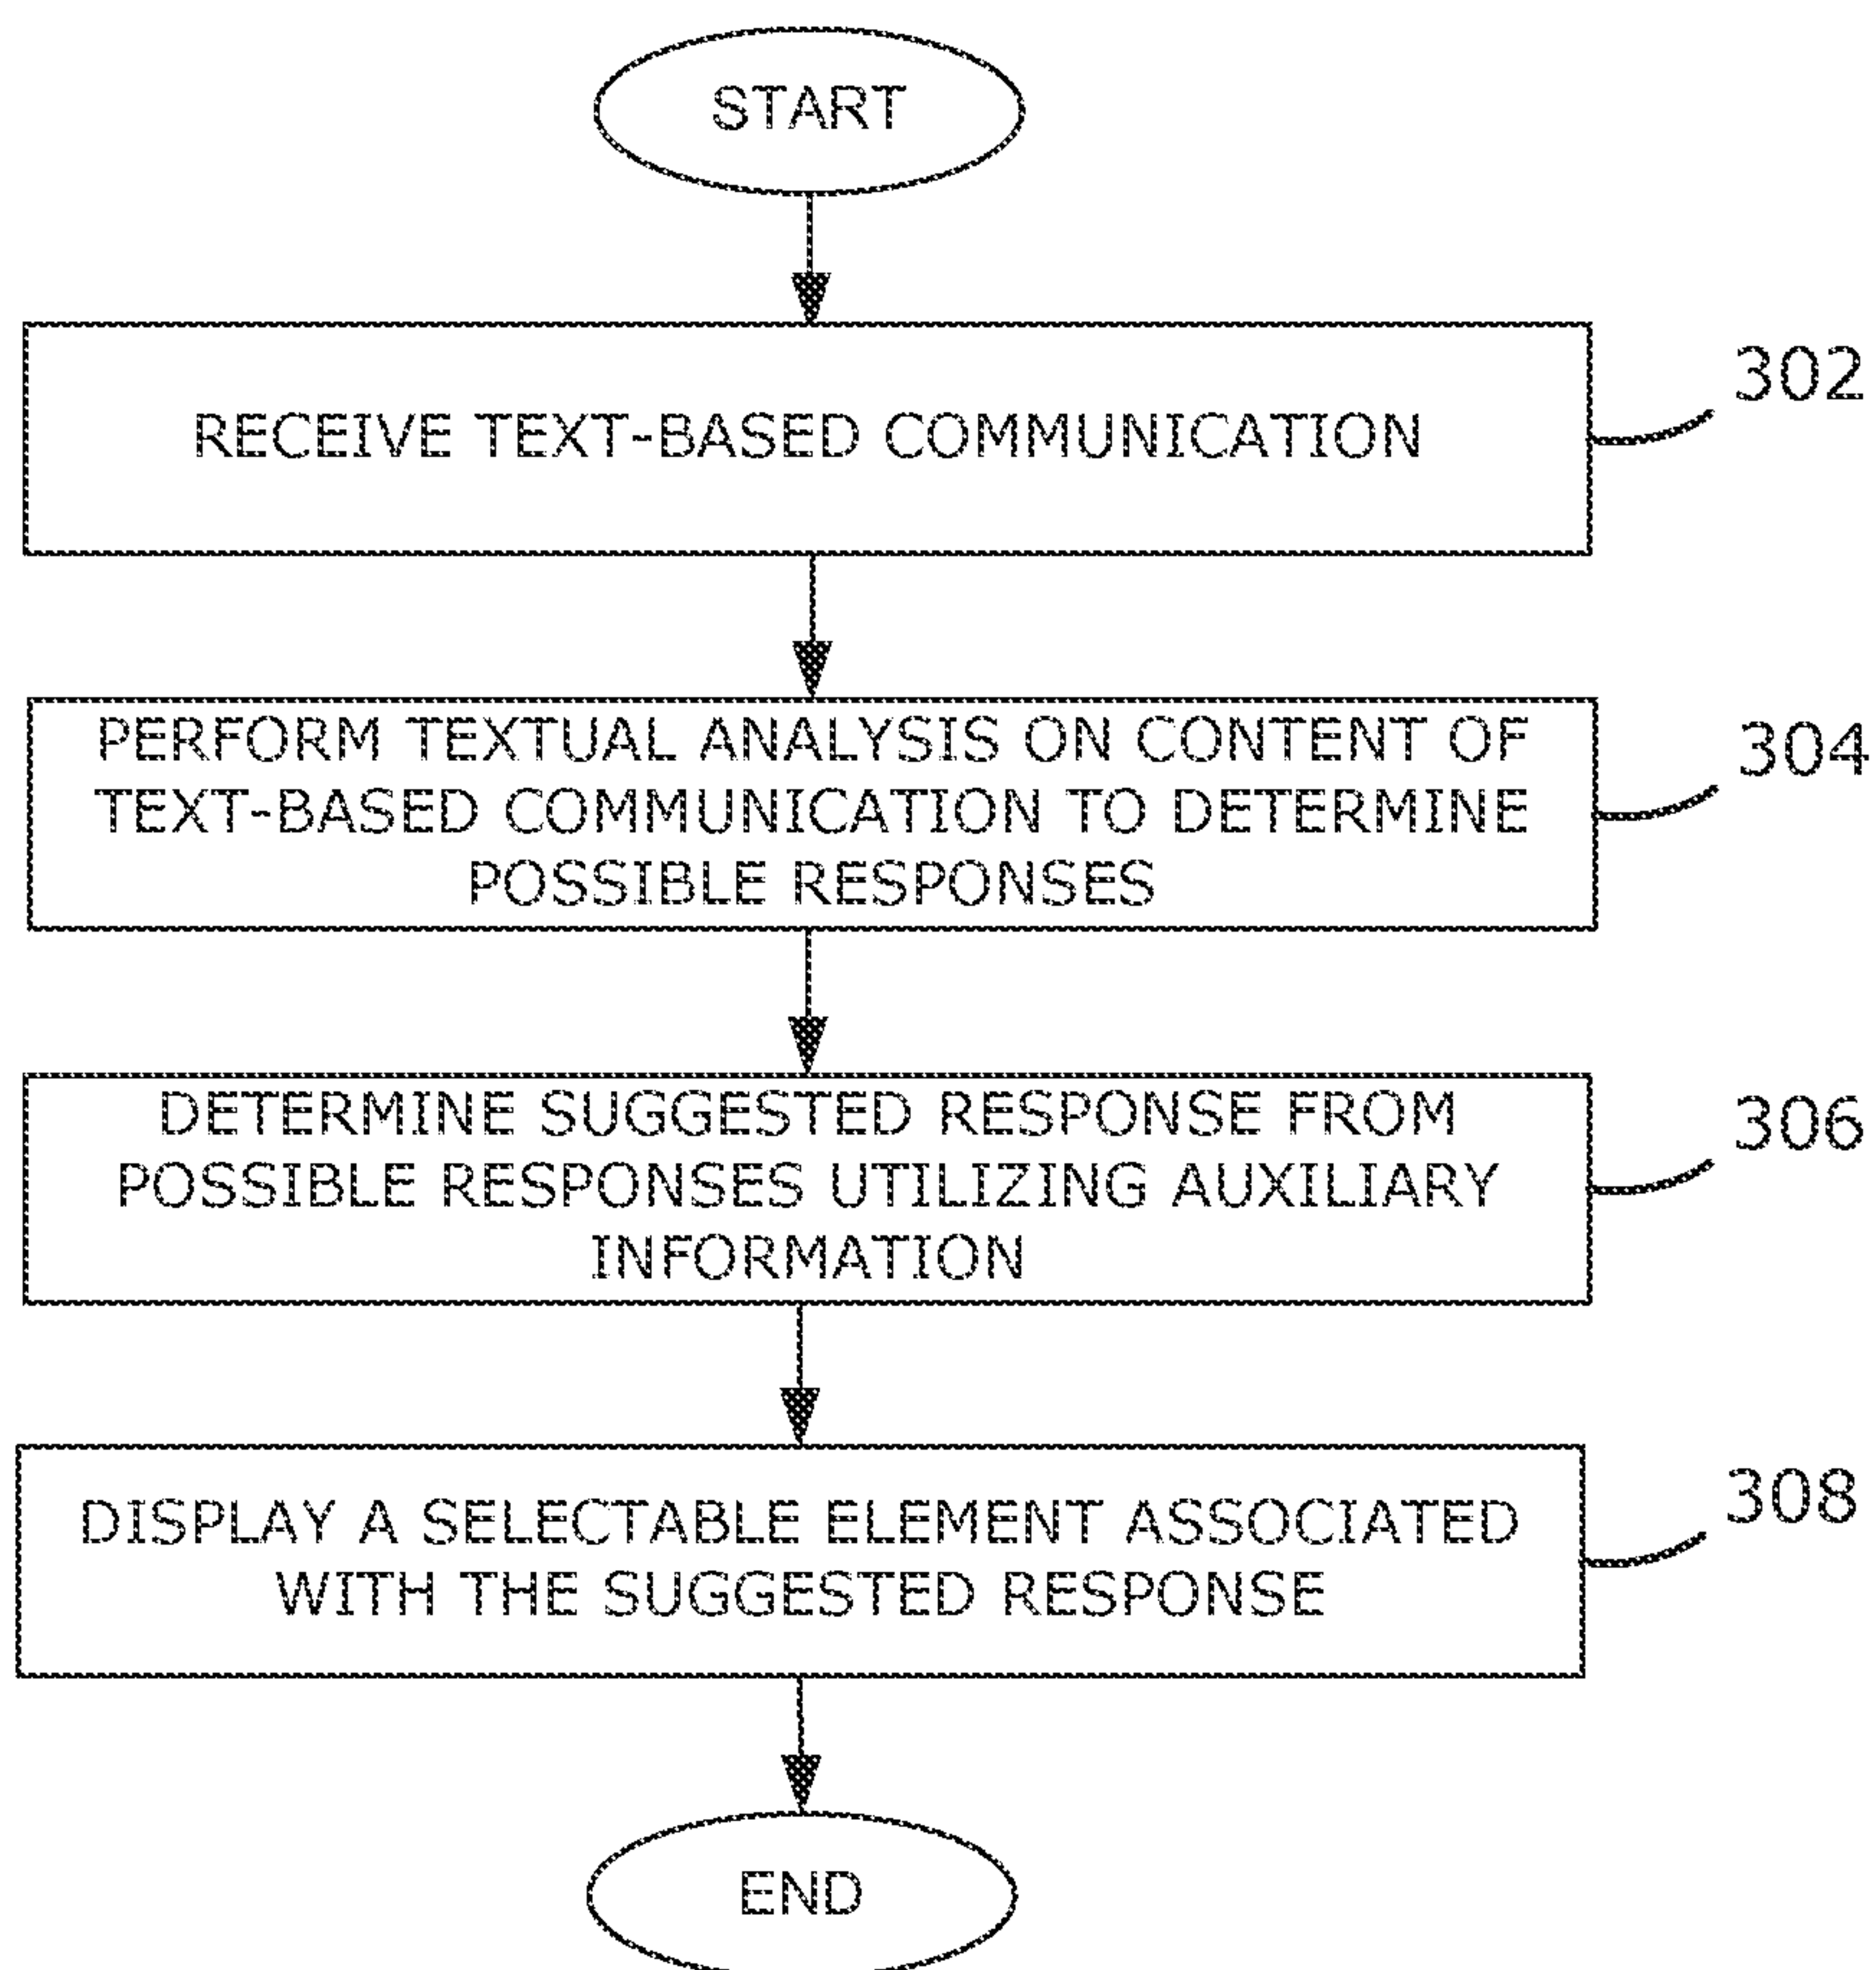 START
RECEIVE TEXT-BASED COMMUNICATION
302
PERFORM TEXTUAL ANALYSIS ON CONTENT OF
TEXT-BASED COMMUNICATION TO DETERMINE
POSSIBLE RESPONSES
304
DETERMINE SUGGESTED RESPONSE FROM
POSSIBLE RESPONSES UTILIZING AUXILIARY
INFORMATION
306
DISPLAY A SELECTABLE ELEMENT ASSOCIATED
WITH THE SUGGESTED RESPONSE
308
END